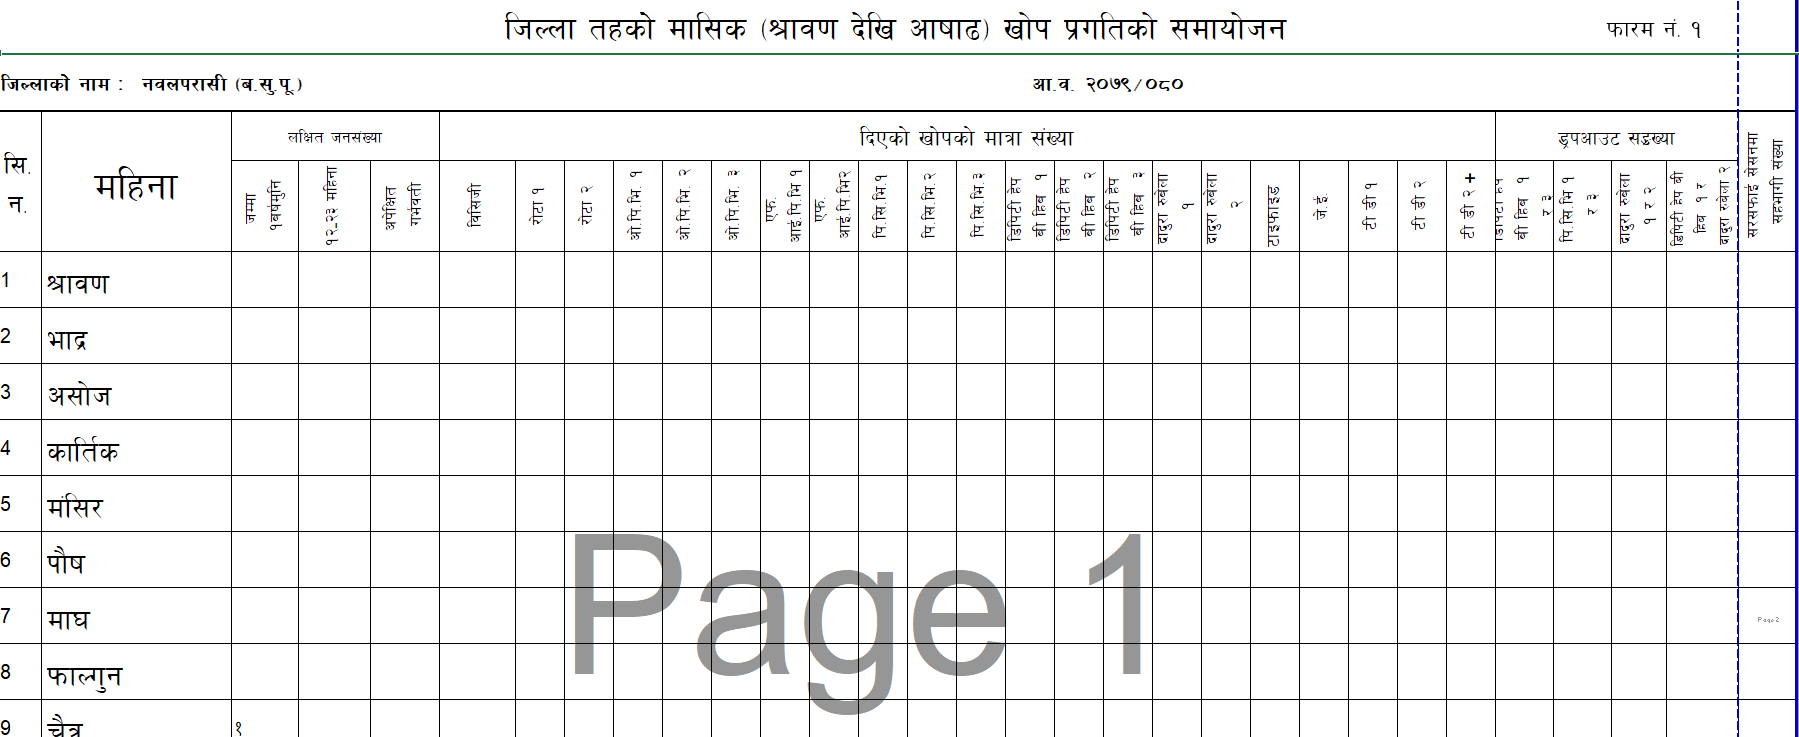 जिल्ला तहको मासिक (श्रावण देखि आषाढ) खोप प्रगतिको समायोजन
फारम नं. १
जिल्लाको नाम : नवलपरासी (ब.सु.पू.)
आ.व. २०७९/०८०
सि.न.
महिना
लक्षित जनसंख्या
दिएको खोपको मात्रा संख्या
ड्रपआउट सङ्ख्या
जम्मा १बर्षमुनि
१२-२३ महिना
अपेक्षित गर्भवती
बिसिजी
रोटा १
रोटा २
ओ.पि.भि. १
ओ.पि.भि. २
ओ.पि.भि. ३
एफ. आई.पि.भि १
एफ. आई.पि.भि२
पि.सि.भि.१
पि.सि.भि.२
पि.सि.भि.३
डिपिटी हेप बी हिब १
डिपिटी हेप बी हिब २
डिपिटी हेप बी हिब ३
दादुरा रुबेला १
दादुरा रुबेला २
टाइफाइड
जे.ई.
टी डी १
टी डी २
टी डी २ +
डिपिटी हेप बी हिब १ र ३
पि.सि.भि १ र ३
दादुरा रुबेला १ र २
डिपिटी हेप बी हिब १ र दादुरा रुबेला २
सरसफाई सेसनमा सहभागी संख्या
1 श्रावण
2 भाद्र
3 असोज
4 कार्तिक
5 मंसिर
6 पौष
7 माघ
8 फाल्गुन
9 चैत्र १
Page 1
Page 2